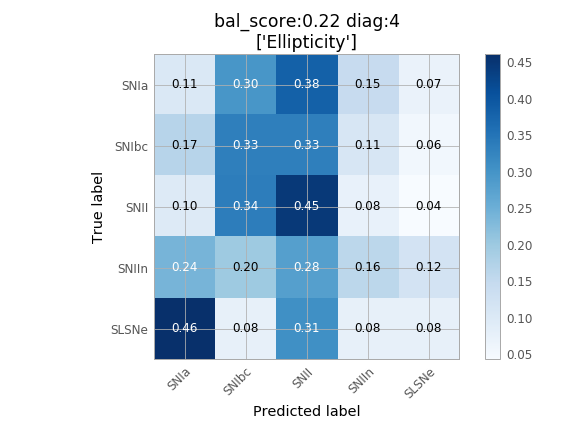 bal_score:0.22 diag:4
['Ellipticity']
SNIa 0.11 0.30 0.38 0.15 0.07
SNIbc 0.17 0.33 0.33 0.11 0.06
SNII 0.10 0.34 0.45 0.08 0.04
SNIIn 0.24 0.20 0.28 0.16 0.12
SLSNe 0.46 0.08 0.31 0.08 0.08
SNIa SNIbc SNII SNIIn SLSNe
Predicted label
True label
0.45
0.40
0.35
0.30
0.25
0.20
0.15
0.10
0.05